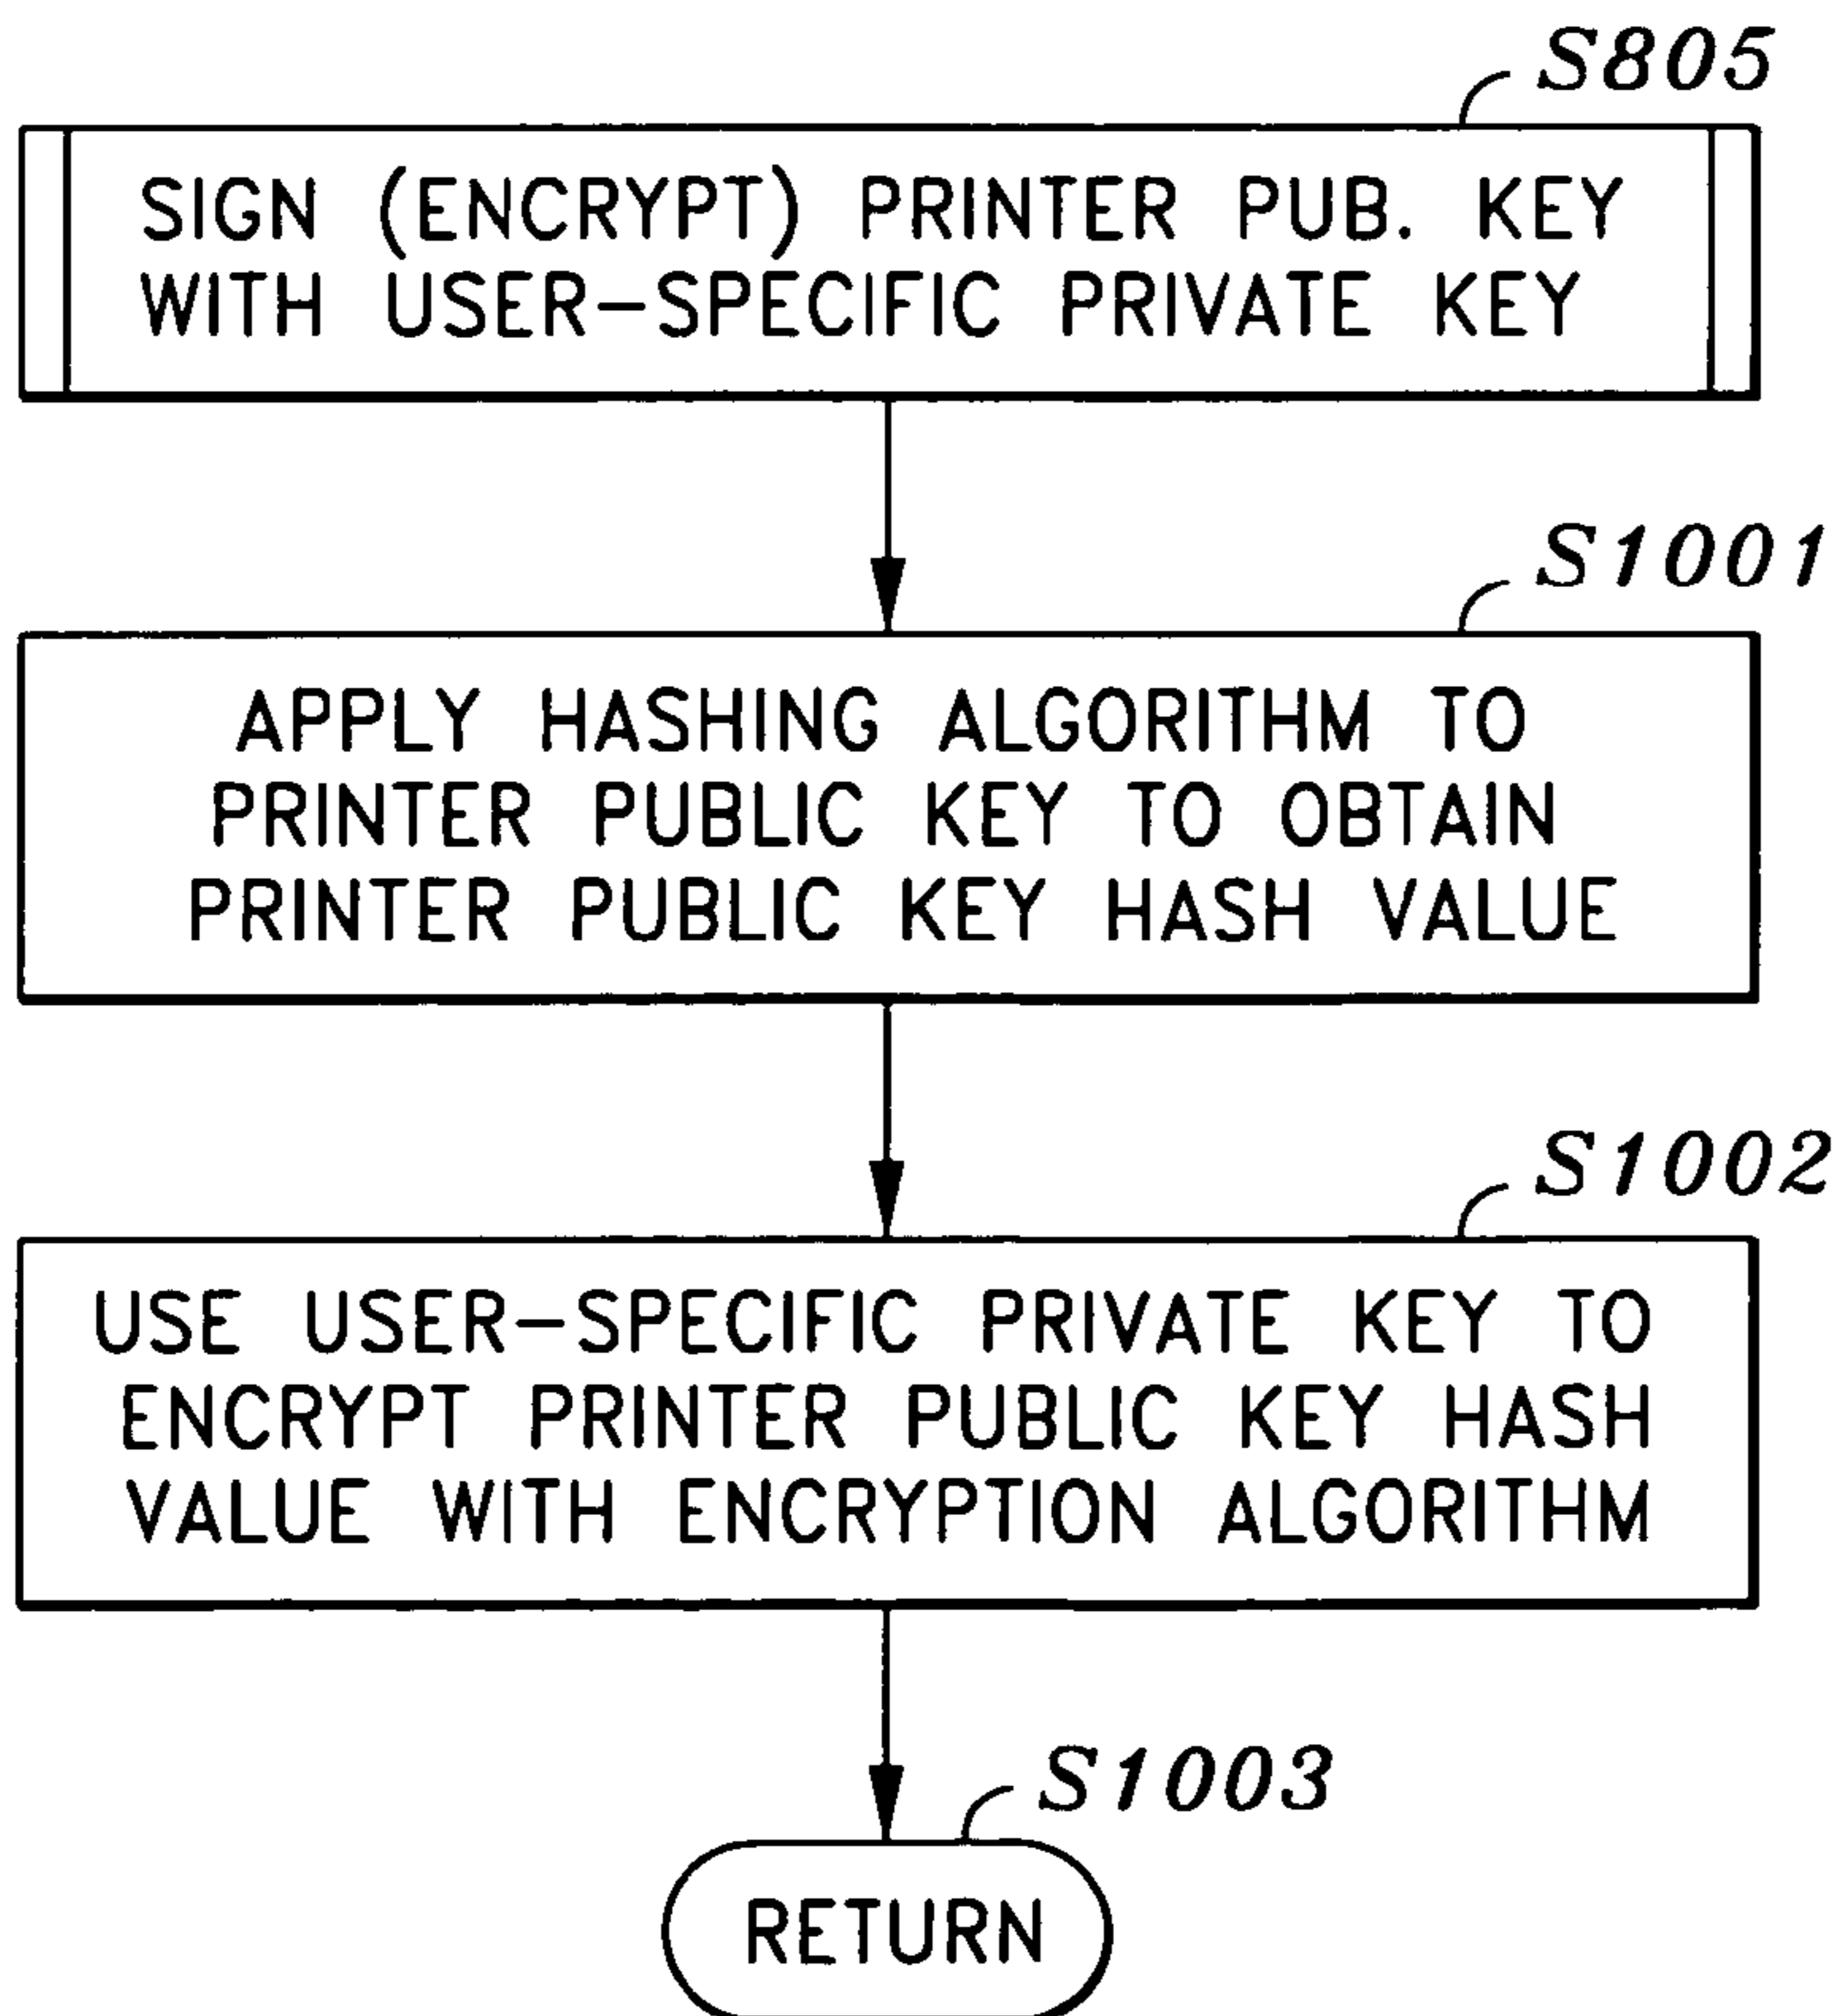 S805
SIGN (ENCRYPT) PRINTER PUB. KEY
WITH USER-SPECIFIC PRIVATE KEY
S1001
APPLY HASHING ALGORITHM TO
PRINTER PUBLIC KEY TO OBTAIN
PRINTER PUBLIC KEY HASH VALUE
S1002
USE USER-SPECIFIC PRIVATE KEY TO
ENCRYPT PRINTER PUBLIC KEY HASH
VALUE WITH ENCRYPTION ALGORITHM
S1003
RETURN